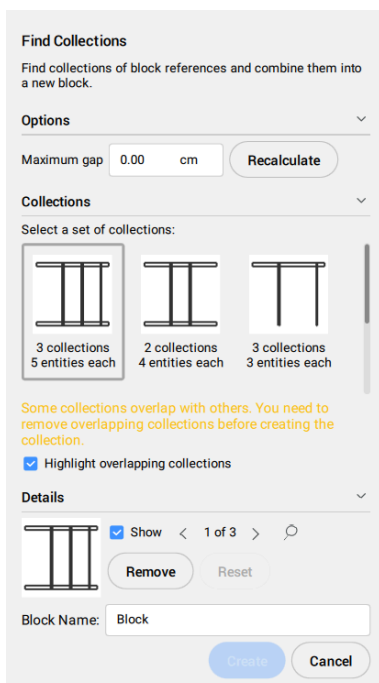 Find Collections
Find collections of block references and combine them into
a new block.
Options
Maximum gap 0.00 cm Recalculate
Collections
Select a set of collections:
3 collections 2 collections 3 collections
5 entities each 4 entities each 3 entities each
Some collections overlap with others. You need to
remove overlapping collections before creating the
collection.
Highlight overlapping collections
Details
Show < 1 of 3 >
Remove Reset
Block Name: Block
Create Cancel